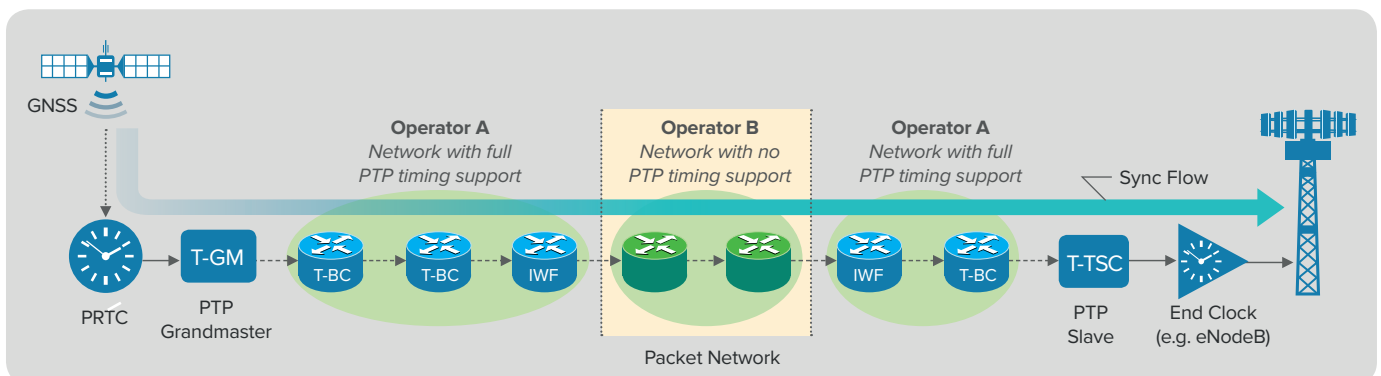 GNSS
Operator A
Network with full
PTP timing support
Operator B
Network with no
PTP timing support
Operator A
Network with full
PTP timing support
Sync Flow
PRTC
T-GM
PTP
Grandmaster
T-BC
T-BC
IWF
IWF
T-BC
T-TSC
PTP
Slave
End Clock
(e.g. eNodeB)
Packet Network